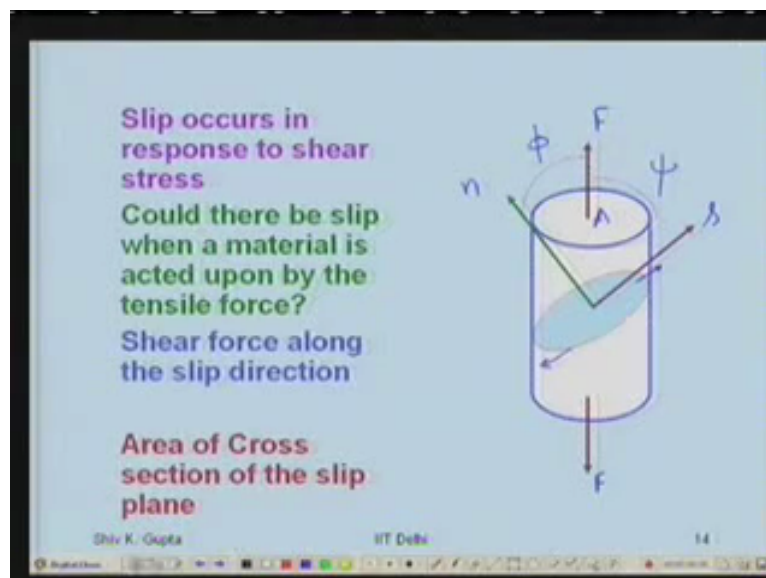 Slip occurs in
response to shear
stress
Could there be slip
when a material is
acted upon by the
tensile force?
Shear force along
the slip direction
Area of Cross
section of the slip
plane
F
ϕ
ψ
n
A
s
F
Shiv K. Gupta
IIT Delhi
14